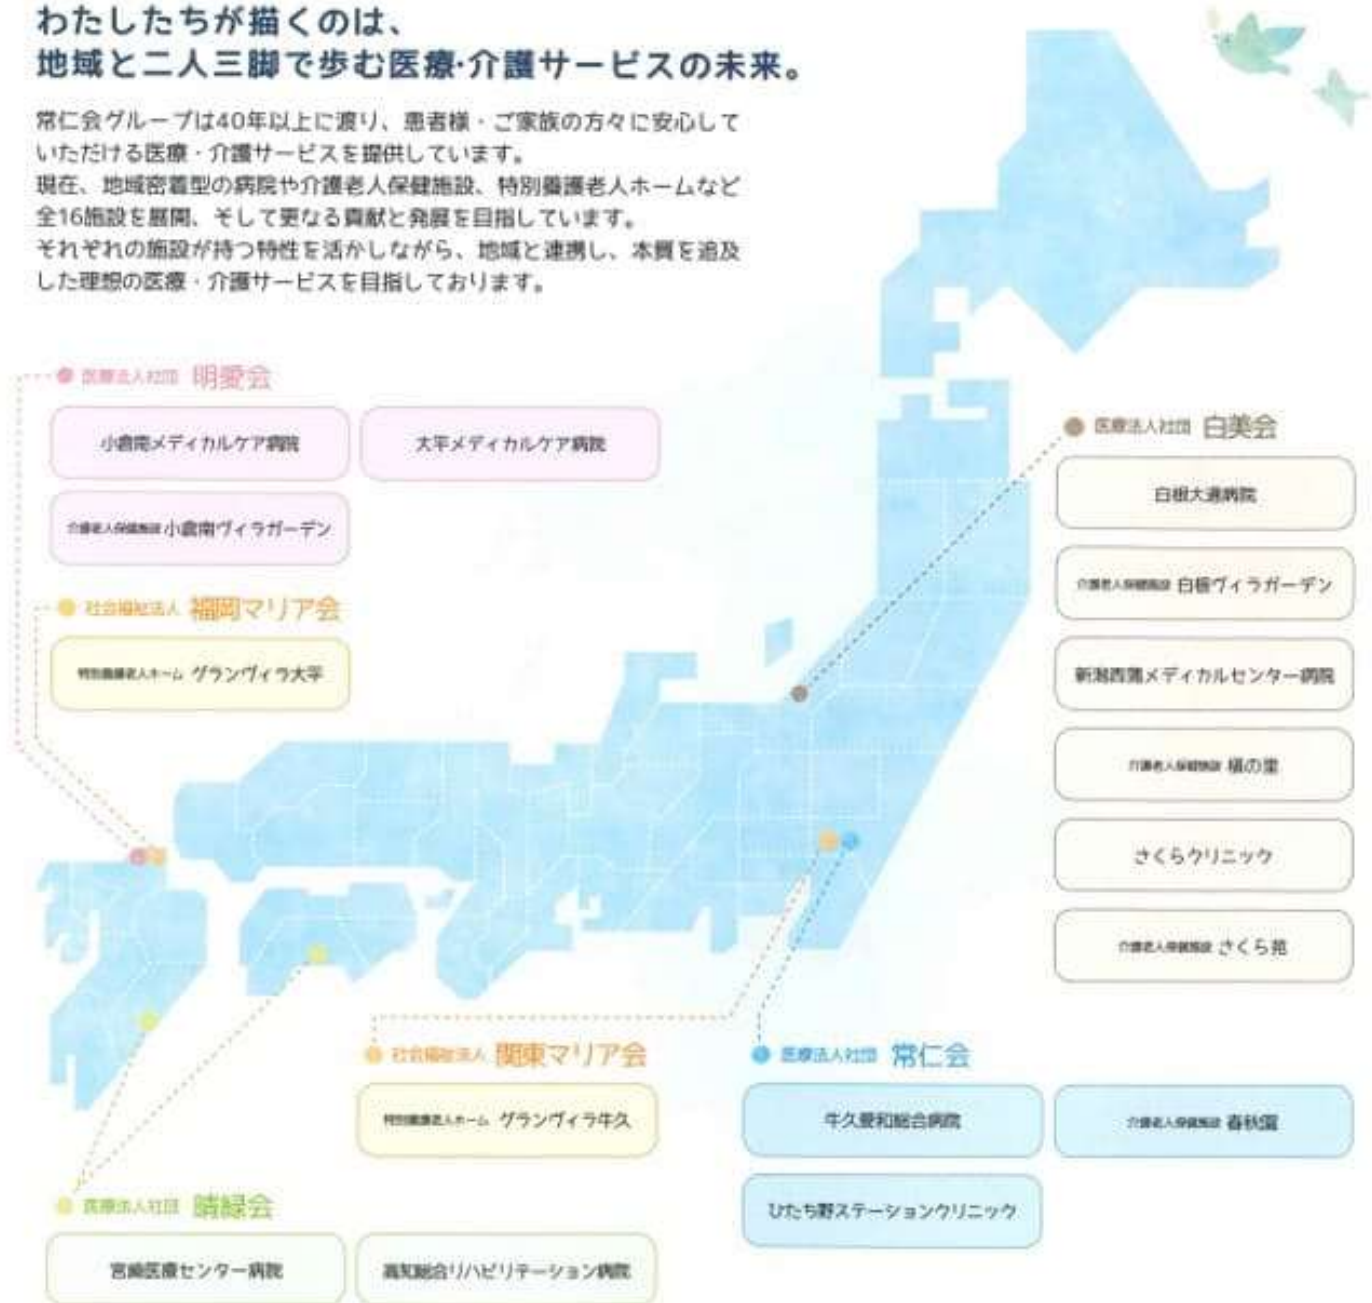 わたしたちが描くのは、
地域と二人三脚で歩む医療・介護サービスの未来。
常仁会グループは40年以上に渡り、患者様・ご家族の方々に安心して
いただける医療・介護サービスを提供しています。
現在、地域密着型の病院や介護老人保健施設、特別養護老人ホームなど
全16施設を展開、そして更なる貢献と発展を目指しています。
それぞれの施設が持つ特性を活かしながら、地域と連携し、本質を追及
した理想の医療・介護サービスを目指しております。
医療法人社団 明愛会
小倉南メディカルケア病院
大平メディカルケア病院
介護老人保健施設 小倉南ヴィラガーデン
社会福祉法人 福岡マリア会
特別養護老人ホーム グランヴィラ大平
医療法人社団 白美会
白根大通病院
介護老人保健施設 白根ヴィラガーデン
新潟西蒲メディカルセンター病院
介護老人保健施設 槇の里
さくらクリニック
介護老人保健施設 さくら苑
社会福祉法人 関東マリア会
特別養護老人ホーム グランヴィラ牛久
医療法人社団 常仁会
牛久愛和総合病院
介護老人保健施設 春秋園
ひたち野ステーションクリニック
医療法人社団 晴緑会
宮崎医療センター病院
高知総合リハビリテーション病院